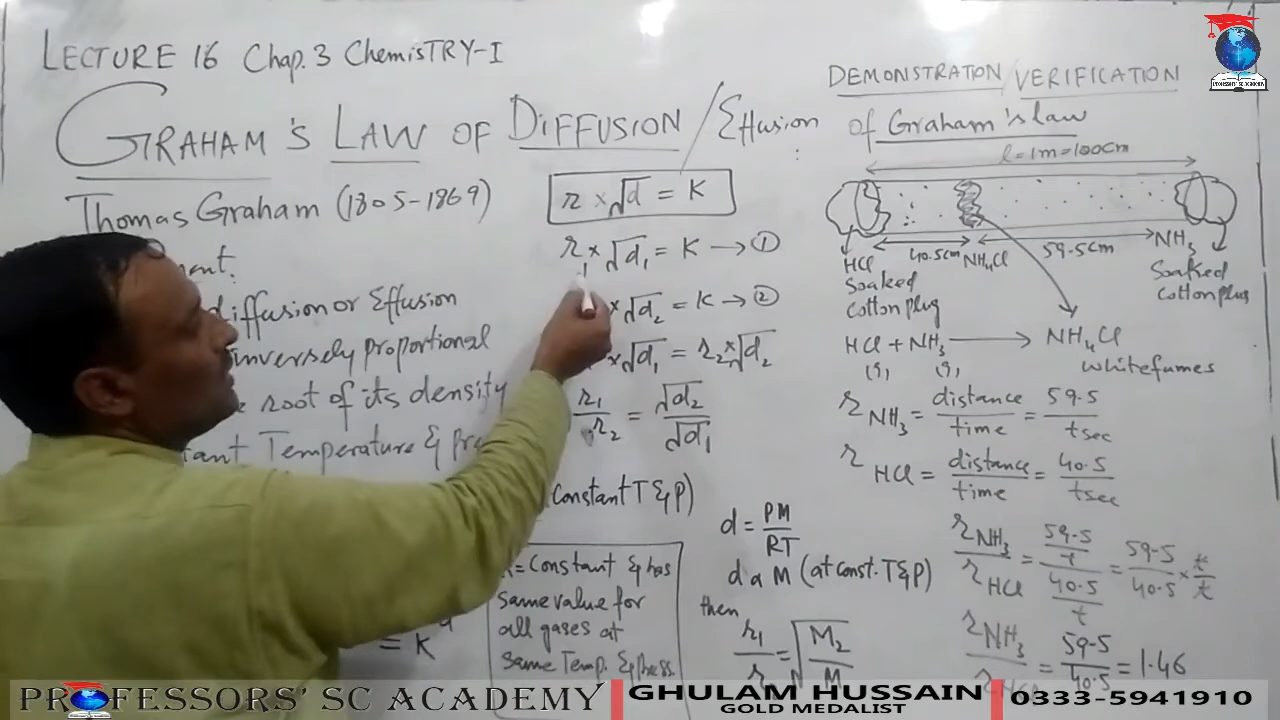 LECTURE 16 Chap. 3 ChemisTRY-I
GRAHAM'S LAW OF DIFFUSION / Effusion
Thomas Graham (1805-1869)
diffusion or Effusion
inversely proportional
root of its density
Temperature &
= K
r × √d = K
r₁ × √d₁ = K → ①
× √d₂ = K → ②
× √d₁ = r₂ × √d₂
r₁/r₂ = √d₂/√d₁
Constant T & P)
= Constant & has
same value for
all gases at
same Temp. & Press.
d = PM/RT
d α M (at const. T & P)
then
r₁/r = √M₂/M
DEMONSTRATION / VERIFICATION
of Graham's law
l = 1m = 100cm
40.5cm NH₄Cl 59.5cm
HCl
Soaked
Cotton plug
NH₃
Soaked
Cotton plug
HCl + NH₃ → NH₄Cl
(g) (g) white fumes
r NH₃ = distance/time = 59.5/t sec
r HCl = distance/time = 40.5/t sec
r NH₃/r HCl = (59.5/t)/(40.5/t) = 59.5/40.5 × t/t
r NH₃/r HCl = 59.5/40.5 = 1.46
PROFESSORS' SC ACADEMY
PROFESSORS' SC ACADEMY
GHULAM HUSSAIN
GOLD MEDALIST
0333-5941910